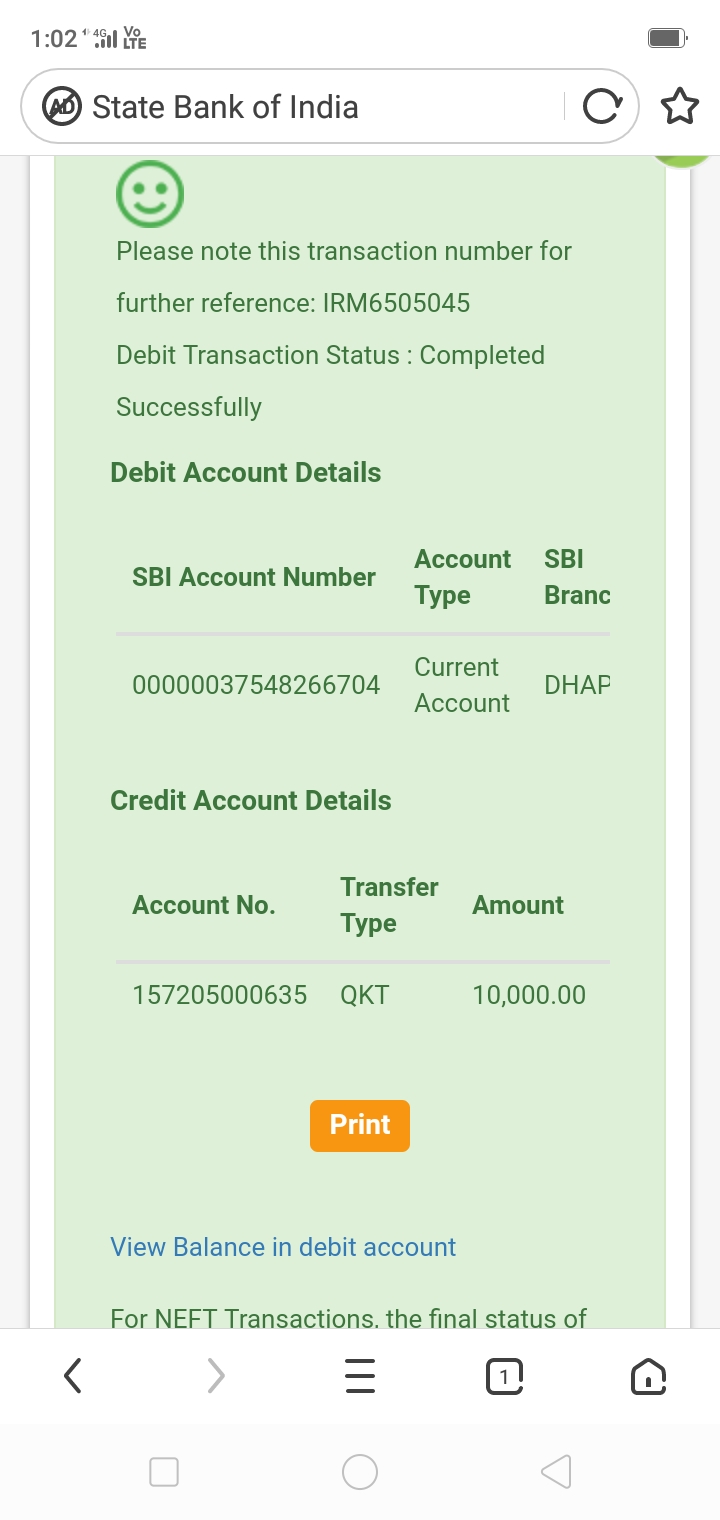 1:02 4G Vo LTE
AD State Bank of India
Please note this transaction number for
further reference: IRM6505045
Debit Transaction Status : Completed
Successfully
Debit Account Details
SBI Account Number Account Type SBI Branc
00000037548266704 Current Account DHAP
Credit Account Details
Account No. Transfer Type Amount
157205000635 QKT 10,000.00
Print
View Balance in debit account
For NEFT Transactions, the final status of
1